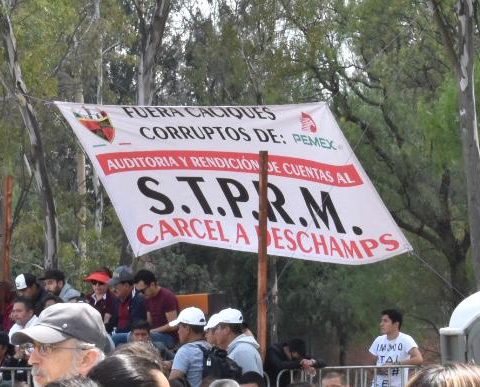 FUERA CACIQUES
CORRUPTOS DE:
PEMEX
AUDITORIA Y RENDICIÓN DE CUENTAS AL
S.T.P.R.M.
CARCEL A DESCHAMPS